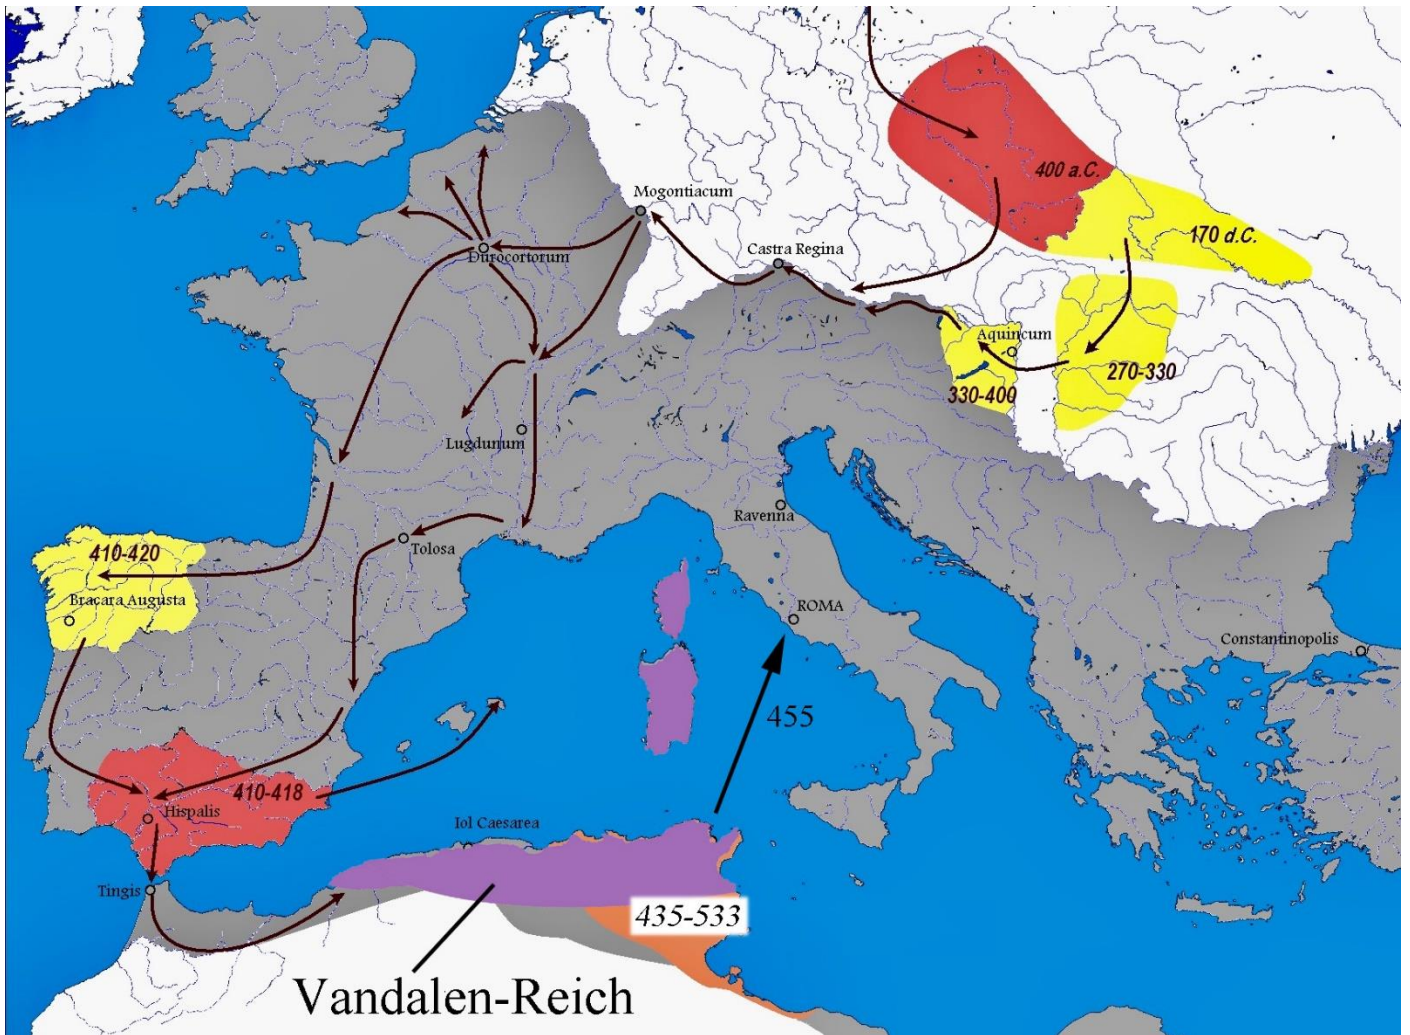 400 a.C.
Mogontiacum
170 d.C.
Castra Regina
Durocortorum
Aquincum
270-330
330-400
Lugdunum
Ravenna
Tolosa
410-420
Bracara Augusta
ROMA
Constantinopolis
455
410-418
Hispalis
Iol Caesarea
Tingis
435-533
Vandalen-Reich